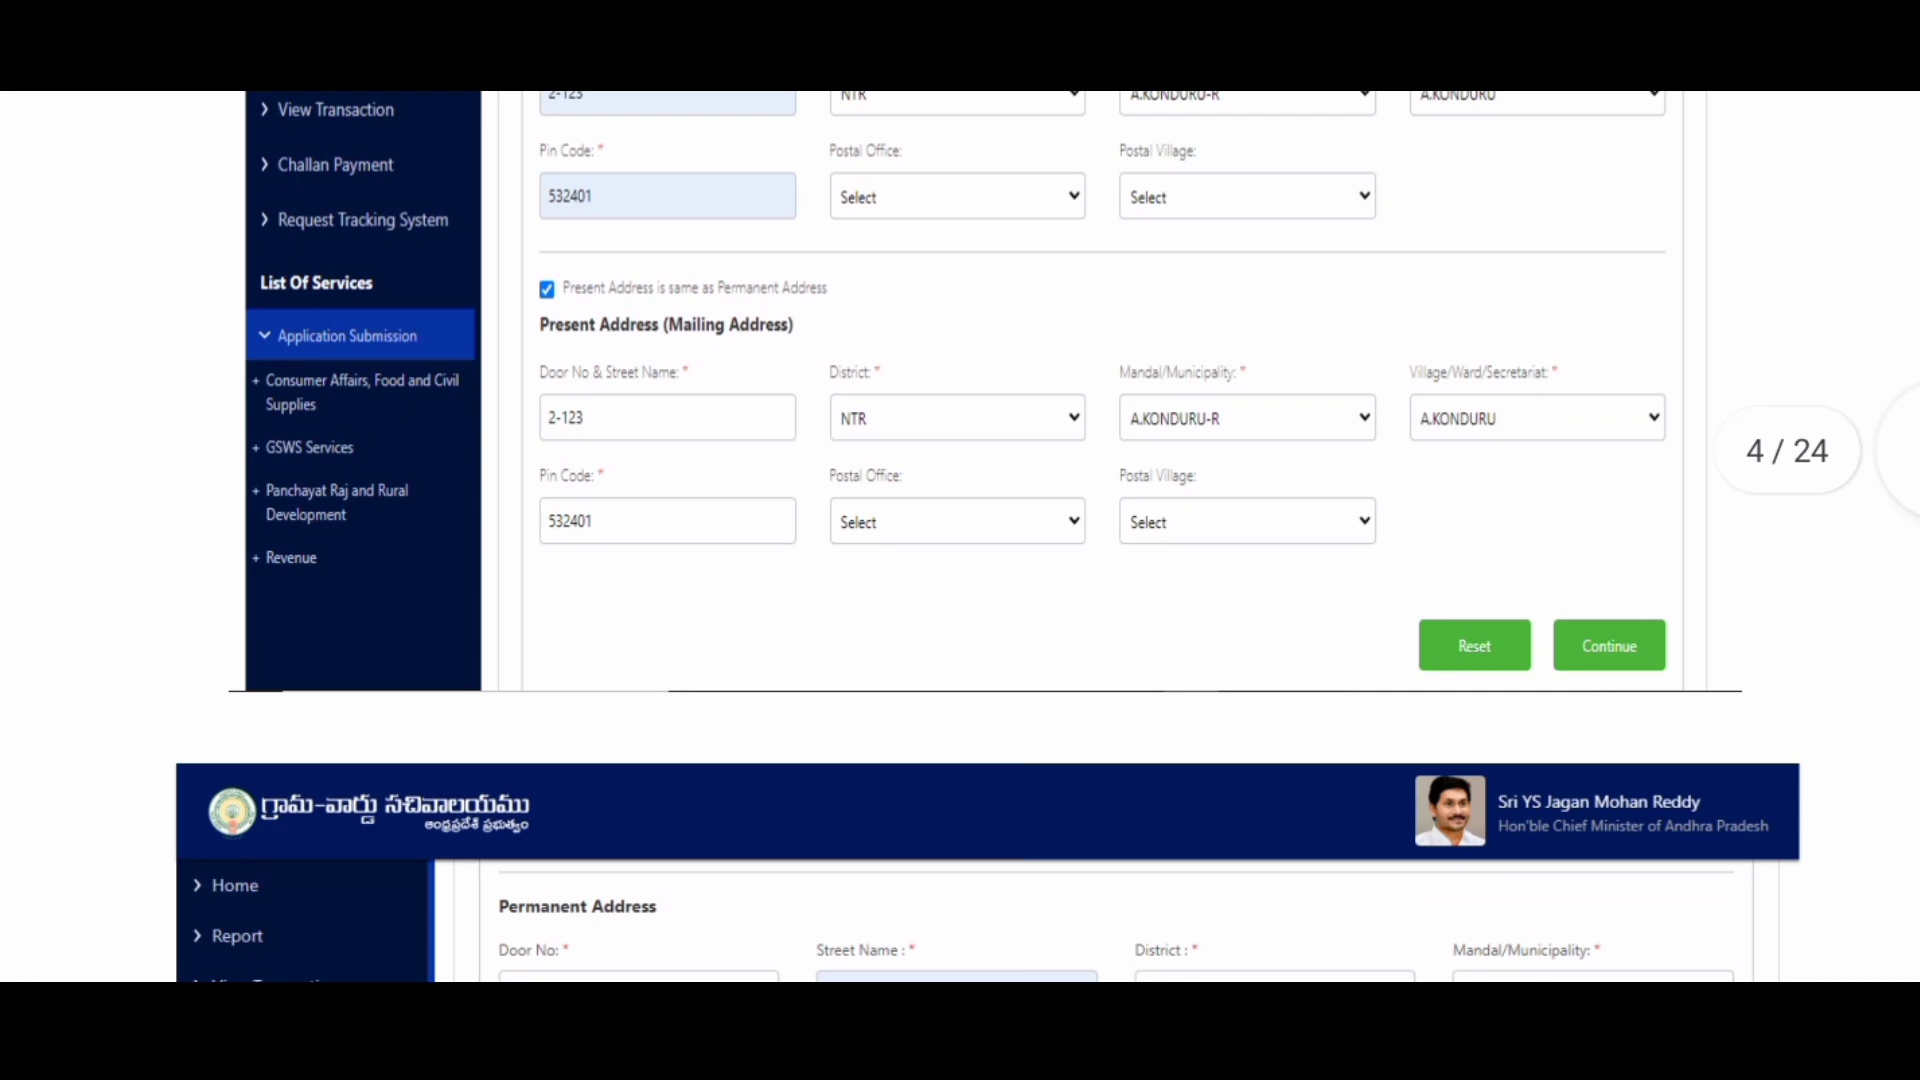 View Transaction
Challan Payment
Request Tracking System
List Of Services
Application Submission
+ Consumer Affairs, Food and Civil
Supplies
+ GSWS Services
+ Panchayat Raj and Rural
Development
+ Revenue
2-123 NTR A.KONDURU-R A.KONDURU
Pin Code: * Postal Office: Postal Village:
532401 Select Select
Present Address is same as Permanent Address
Present Address (Mailing Address)
Door No & Street Name: * District: * Mandal/Municipality: * Village/Ward/Secretariat: *
2-123 NTR A.KONDURU-R A.KONDURU
Pin Code: * Postal Office: Postal Village:
532401 Select Select
Reset Continue
4 / 24
గ్రామ-వార్డు సచివాలయము
ఆంధ్రప్రదేశ్ ప్రభుత్వం
Sri YS Jagan Mohan Reddy
Hon'ble Chief Minister of Andhra Pradesh
Home
Report
Permanent Address
Door No: * Street Name : * District : * Mandal/Municipality: *